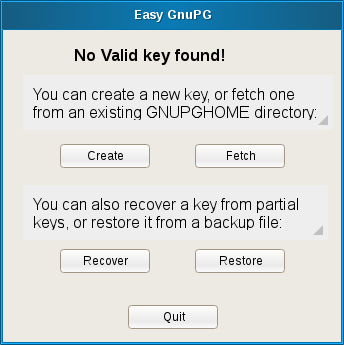 Easy GnuPG
No Valid key found!
You can create a new key, or fetch one
from an existing GNUPGHOME directory:
Create Fetch
You can also recover a key from partial
keys, or restore it from a backup file:
Recover Restore
Quit